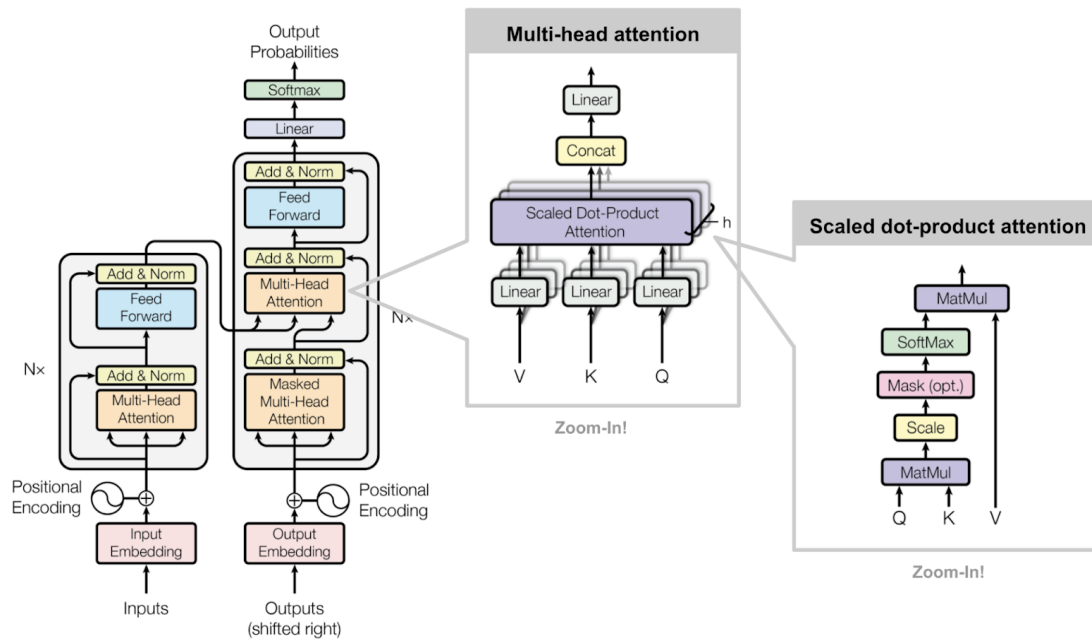 Output
Probabilities
Softmax
Linear
Add & Norm
Feed
Forward
Add & Norm
Multi-Head
Attention
Add & Norm
Masked
Multi-Head
Attention
N×
Positional
Encoding
Output
Embedding
Outputs
(shifted right)
Add & Norm
Feed
Forward
Add & Norm
Multi-Head
Attention
N×
Positional
Encoding
Input
Embedding
Inputs
Multi-head attention
Linear
Concat
Scaled Dot-Product
Attention
h
Linear
Linear
Linear
V
K
Q
Zoom-In!
Scaled dot-product attention
MatMul
SoftMax
Mask (opt.)
Scale
MatMul
Q
K
V
Zoom-In!